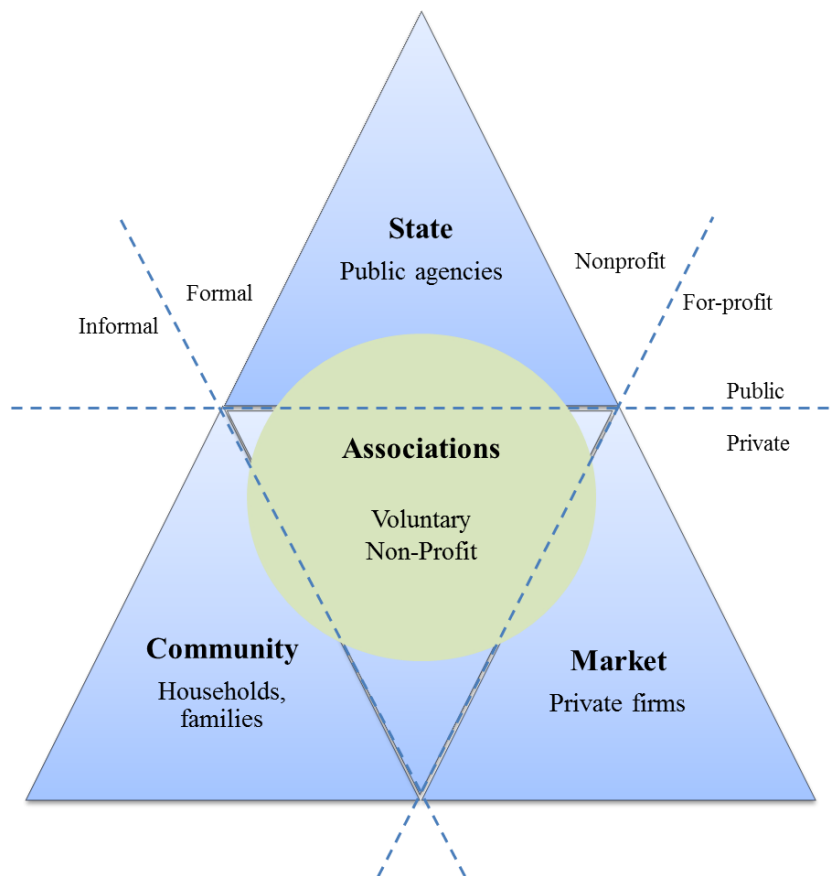 State
Public agencies
Nonprofit
Formal
For-profit
Informal
Public
Private
Associations
Voluntary
Non-Profit
Community
Households,
families
Market
Private firms